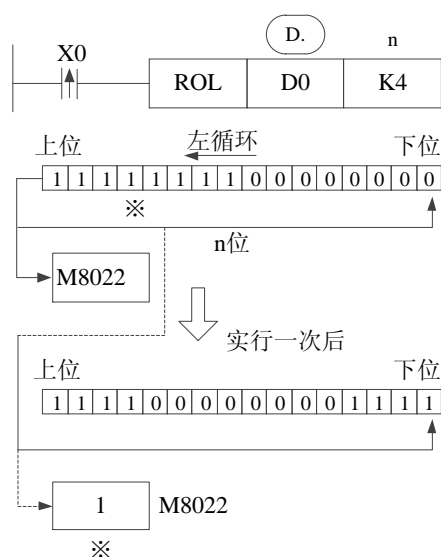 D. n
X0
ROL D0 K4
左循环
上位 下位
1 1 1 1 1 1 1 1 0 0 0 0 0 0 0 0
※
n位
M8022
实行一次后
上位 下位
1 1 1 1 0 0 0 0 0 0 0 0 1 1 1 1
1 M8022
※